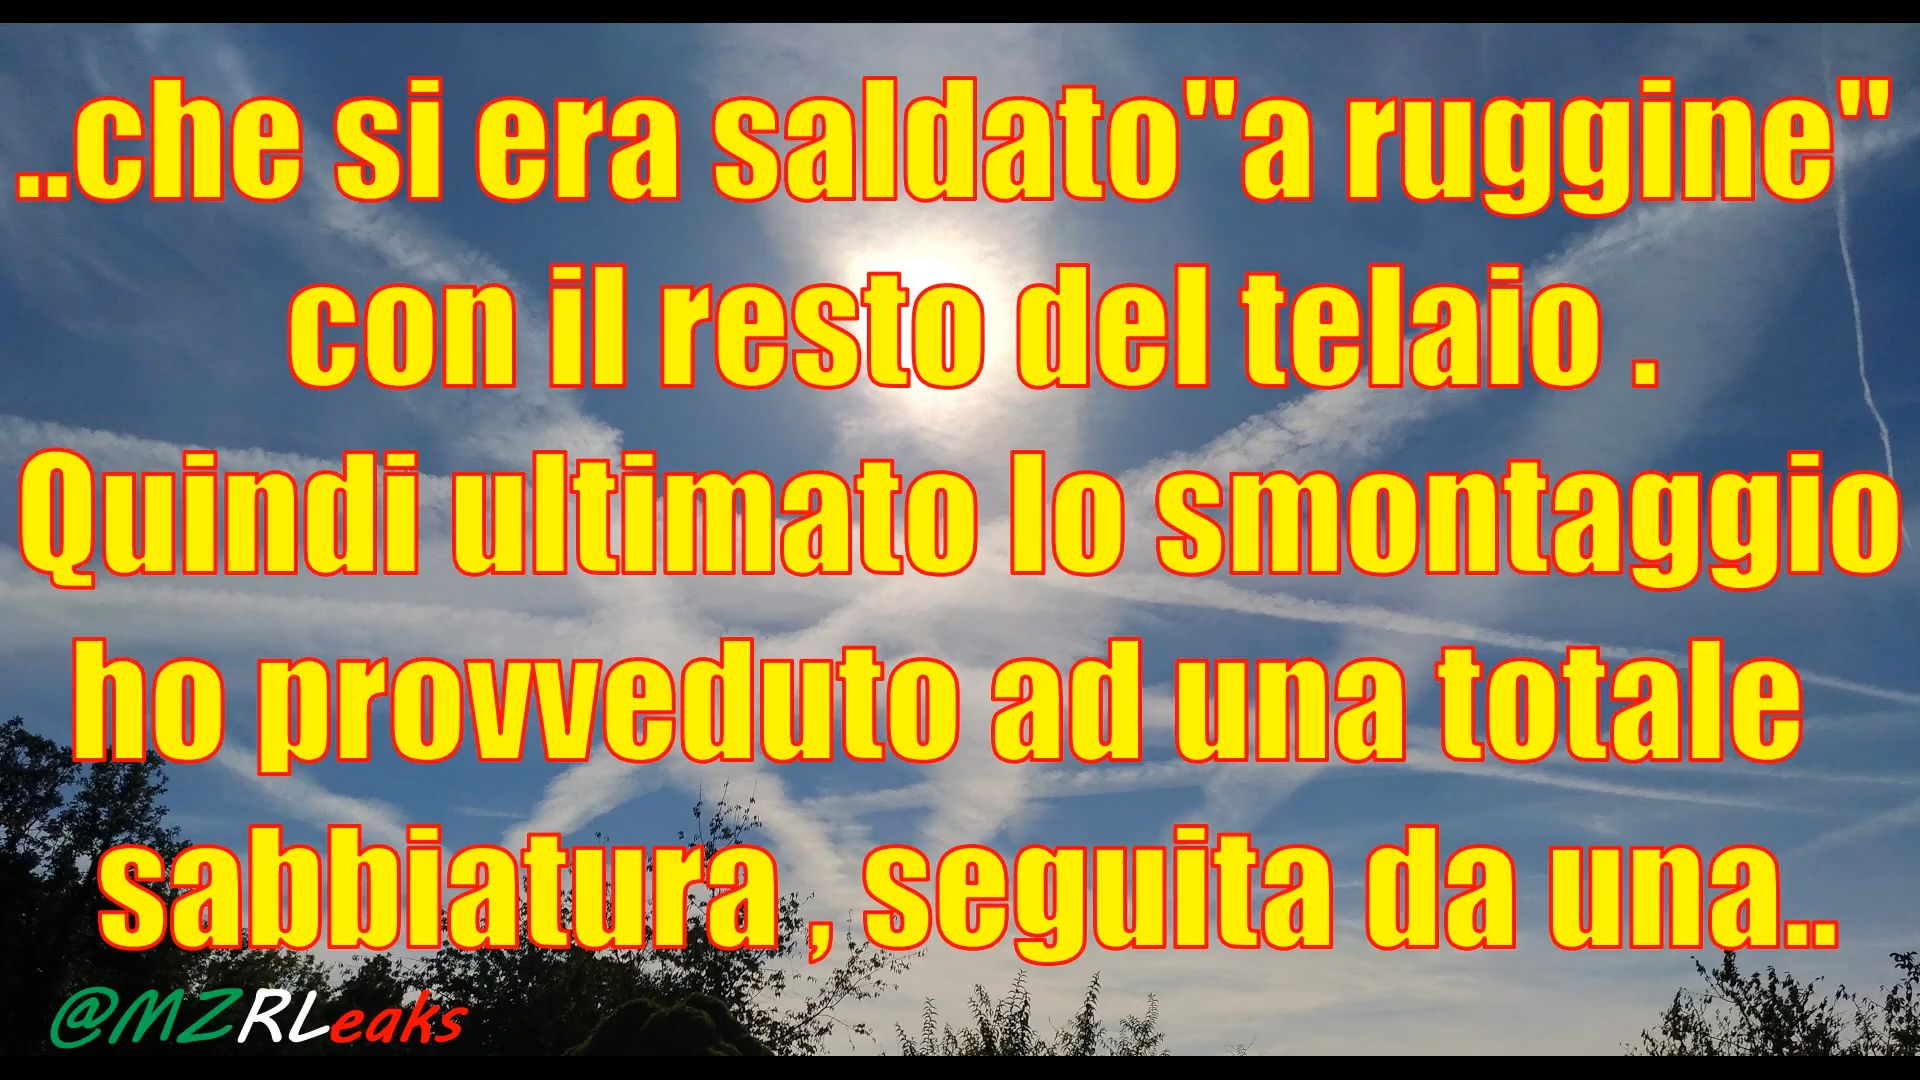 ..che si era saldato"a ruggine"
con il resto del telaio .
Quindi ultimato lo smontaggio
ho provveduto ad una totale
sabbiatura , seguita da una..
@MZRLeaks